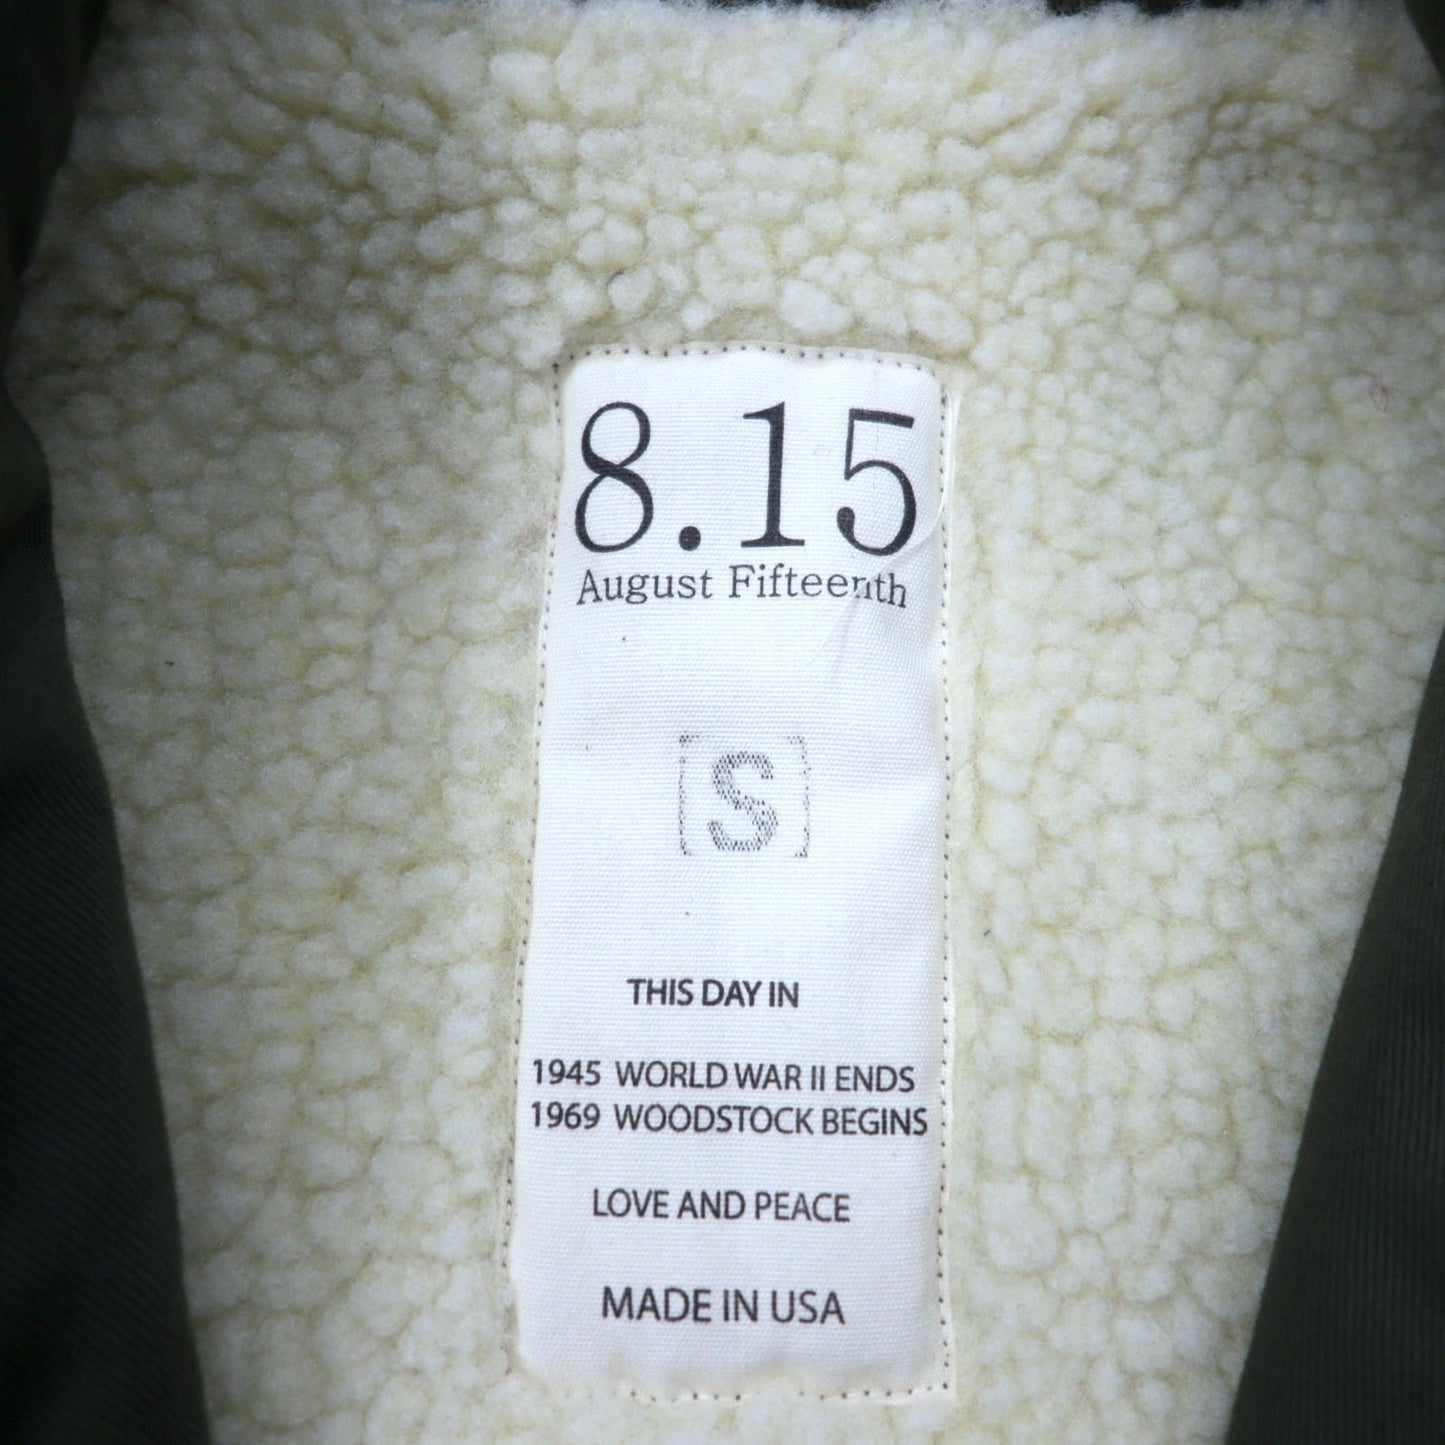 8.15
August Fifteenth
[S]
THIS DAY IN
1945 WORLD WAR II ENDS
1969 WOODSTOCK BEGINS
LOVE AND PEACE
MADE IN USA